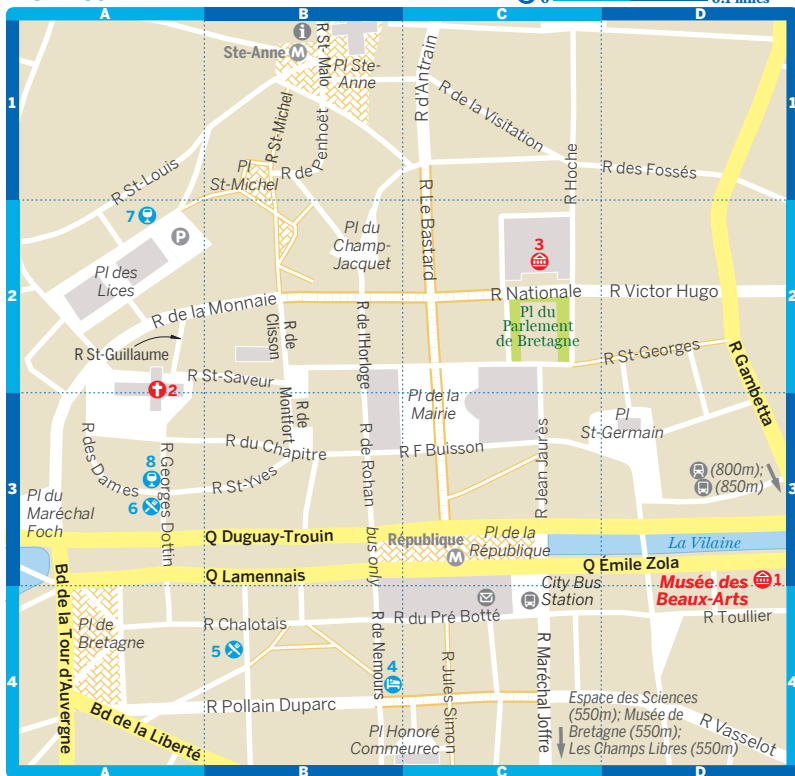 0
0.1 miles
A
B
C
D
1
2
3
4
1
2
3
4
A
B
C
D
Ste-Anne
M
i
R St-Malo
Pl Ste-
Anne
R d'Antrain
R de la Visitation
R St-Michel
Penhoët
R de
Pl
St-Michel
R St-Louis
R Hoche
R des Fossés
7
P
Pl des
Lices
Pl du
Champ-
Jacquet
R Le Bastard
3
R Nationale
R Victor Hugo
R de la Monnaie
R de
Clisson
R de l'Horloge
Pl du
Parlement
de Bretagne
R St-Guillaume
R St-Georges
R Gambetta
2
R St-Saveur
R de
Montfort
Pl de la
Mairie
Pl
St-Germain
R des Dames
R Georges Dottin
R du Chapitre
R de Rohan
R F Buisson
R Jean Jaurès
8
R St-Yves
6
(800m);
(850m)
Pl du
Maréchal
Foch
Q Duguay-Trouin
bus only
République
M
Pl de la
République
La Vilaine
Q Lamennais
Q Émile Zola
City Bus
Station
Musée des
Beaux-Arts
1
Bd de la Tour d'Auvergne
Pl de
Bretagne
R Chalotais
5
R de Nemours
4
R du Pré Botté
R Toullier
R Jules Simon
R Maréchal Joffre
R Pollain Duparc
Bd de la Liberté
Pl Honoré
Commeurec
Espace des Sciences
(550m); Musée de
Bretagne (550m);
Les Champs Libres (550m)
R Vasselot